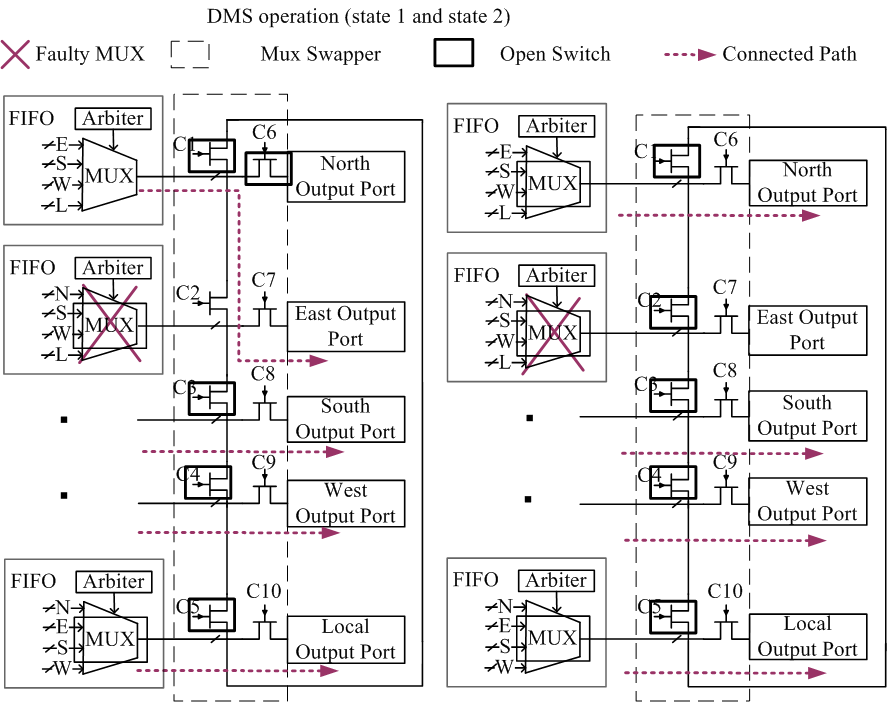 DMS operation (state 1 and state 2)
Faulty MUX
Mux Swapper
Open Switch
Connected Path
FIFO
Arbiter
E
S
W
L
MUX
C1
C6
North
Output Port
FIFO
Arbiter
N
S
W
L
MUX
C2
C7
East Output
Port
C3
C8
South
Output Port
C4
C9
West
Output Port
FIFO
Arbiter
N
E
S
W
MUX
C5
C10
Local
Output Port
FIFO
Arbiter
E
S
W
L
MUX
C1
C6
North
Output Port
FIFO
Arbiter
N
S
W
L
MUX
C2
C7
East Output
Port
C3
C8
South
Output Port
C4
C9
West
Output Port
FIFO
Arbiter
N
E
S
W
MUX
C5
C10
Local
Output Port